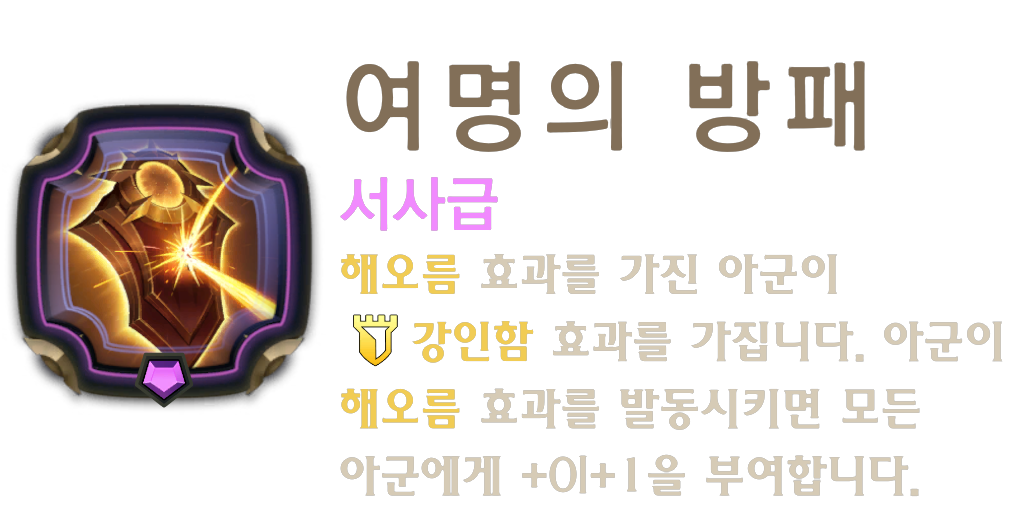 여명의 방패
서사급
해오름 효과를 가진 아군이
강인함 효과를 가집니다. 아군이
해오름 효과를 발동시키면 모든
아군에게 +0|+1을 부여합니다.